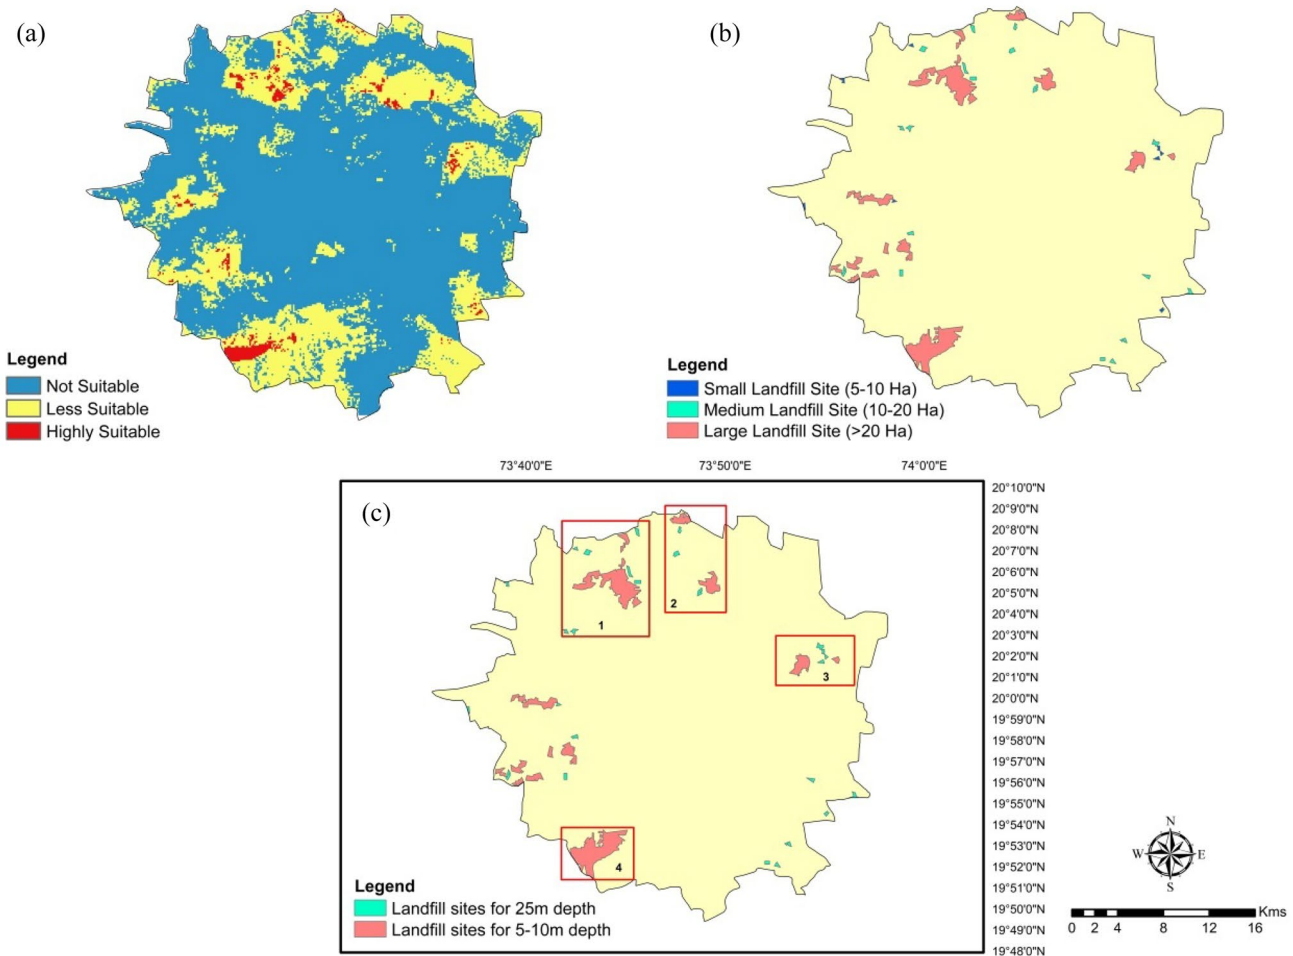 (a)
Legend
Not Suitable
Less Suitable
Highly Suitable
(b)
Legend
Small Landfill Site (5-10 Ha)
Medium Landfill Site (10-20 Ha)
Large Landfill Site (>20 Ha)
73°40'0"E 73°50'0"E 74°0'0"E
(c)
1
2
3
4
Legend
Landfill sites for 25m depth
Landfill sites for 5-10m depth
20°10'0"N
20°9'0"N
20°8'0"N
20°7'0"N
20°6'0"N
20°5'0"N
20°4'0"N
20°3'0"N
20°2'0"N
20°1'0"N
20°0'0"N
19°59'0"N
19°58'0"N
19°57'0"N
19°56'0"N
19°55'0"N
19°54'0"N
19°53'0"N
19°52'0"N
19°51'0"N
19°50'0"N
19°49'0"N
19°48'0"N
N
W E
S
Kms
0 2 4 8 12 16